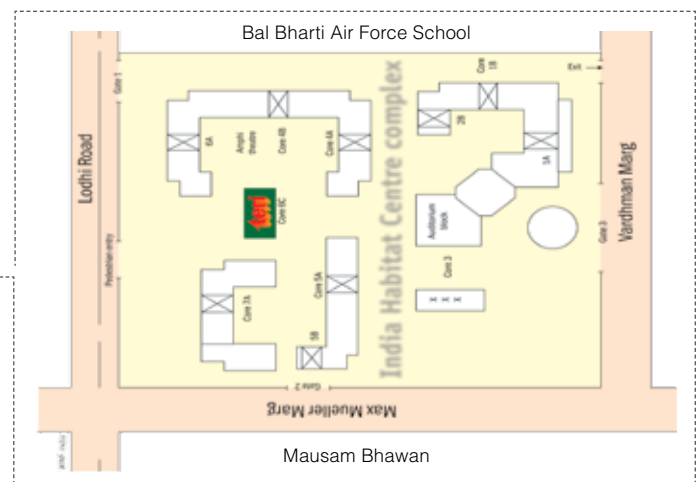 Bal Bharti Air Force School
Lodhi Road
Gate 1
Pedestrian entry
6A
Amphi
theatre
Core 4B
Core 4A
teri
Core 6C
Core 7A
5B
Core 5A
Gate 2
India Habitat Centre complex
Core
1B
2B
1A
Auditorium
block
Core 3
X X X
Exit
Gate 3
Vardhman Marg
Max Mueller Marg
Mausam Bhawan